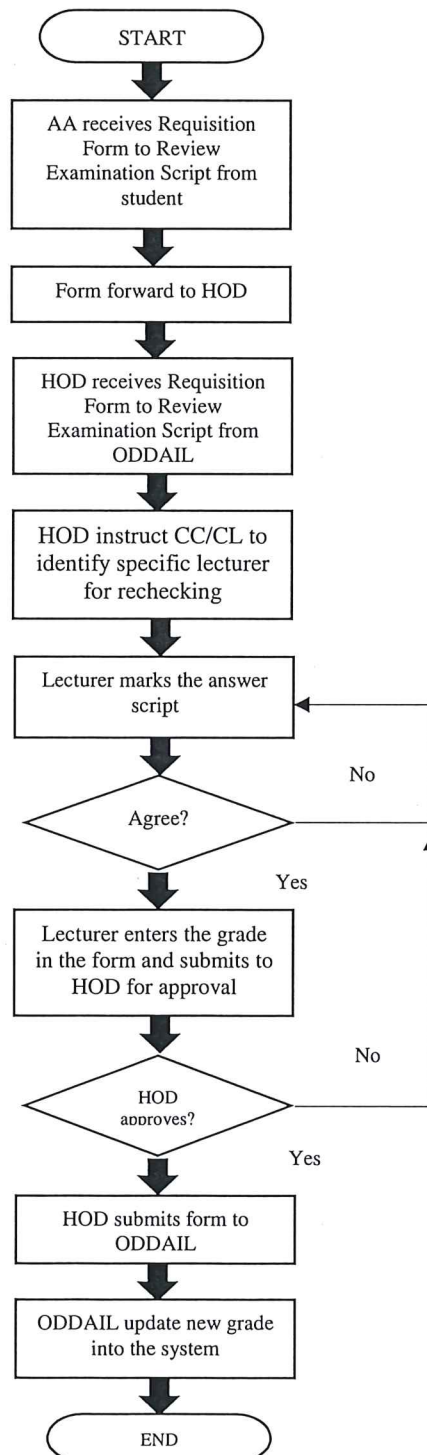 START
AA receives Requisition
Form to Review
Examination Script from
student
Form forward to HOD
HOD receives Requisition
Form to Review
Examination Script from
ODDAIL
HOD instruct CC/CL to
identify specific lecturer
for rechecking
Lecturer marks the answer
script
No
Agree?
Yes
Lecturer enters the grade
in the form and submits to
HOD for approval
No
HOD
approves?
Yes
HOD submits form to
ODDAIL
ODDAIL update new grade
into the system
END